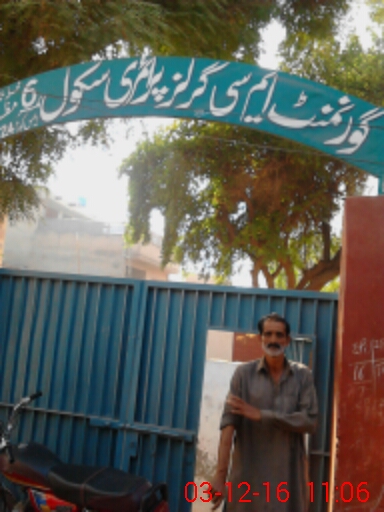 گورنمنٹ ایم سی گرلز پرائمری سکول
6
03-12-16 11:06